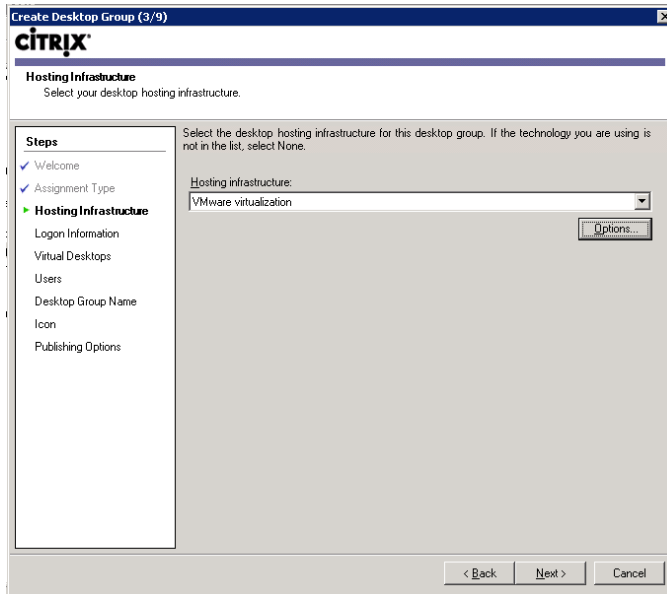 Create Desktop Group (3/9)
CITRIX
Hosting Infrastructure
Select your desktop hosting infrastructure.
Steps
Welcome
Assignment Type
Hosting Infrastructure
Logon Information
Virtual Desktops
Users
Desktop Group Name
Icon
Publishing Options
Select the desktop hosting infrastructure for this desktop group. If the technology you are using is
not in the list, select None.
Hosting infrastructure:
VMware virtualization
Options...
< Back
Next >
Cancel